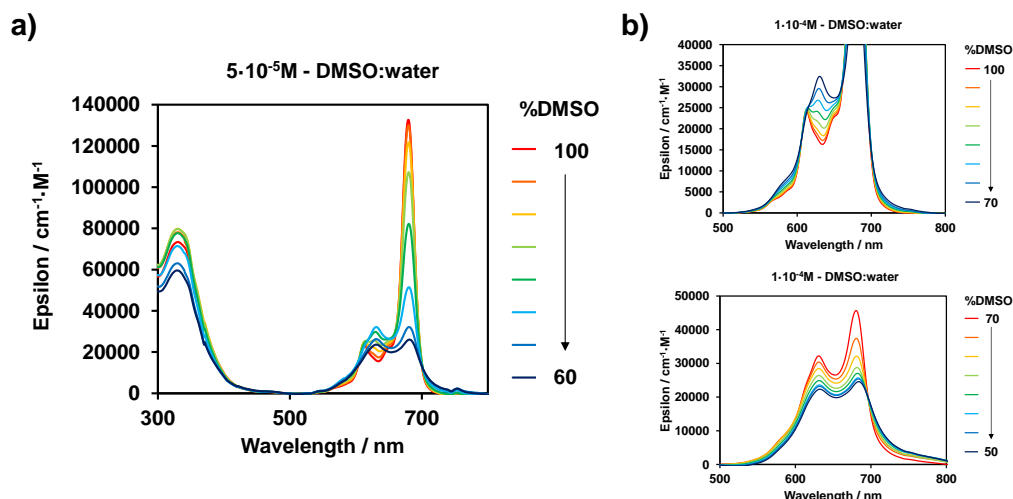 a)
5·10⁻⁵M - DMSO:water
Epsilon / cm⁻¹·M⁻¹
140000
120000
100000
80000
60000
40000
20000
0
300
500
700
Wavelength / nm
%DMSO
100
60
b)
1·10⁻⁴M - DMSO:water
Epsilon / cm⁻¹·M⁻¹
40000
35000
30000
25000
20000
15000
10000
5000
0
500
600
700
800
Wavelength / nm
%DMSO
100
70
1·10⁻⁴M - DMSO:water
Epsilon / cm⁻¹·M⁻¹
50000
40000
30000
20000
10000
0
500
600
700
800
Wavelength / nm
%DMSO
70
50